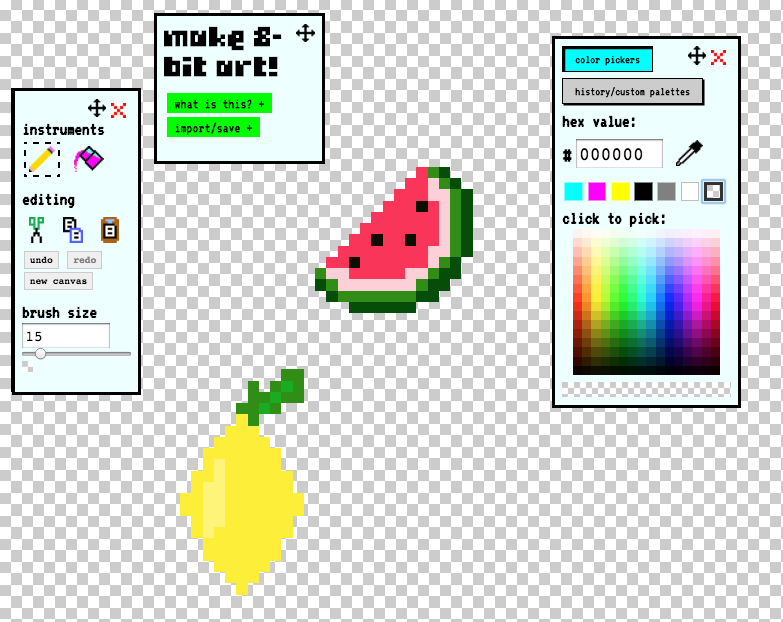 make 8-
bit art!
what is this? +
import/save +
instruments
editing
undo
redo
new canvas
brush size
15
color pickers
history/custom palettes
hex value:
# 000000
click to pick: